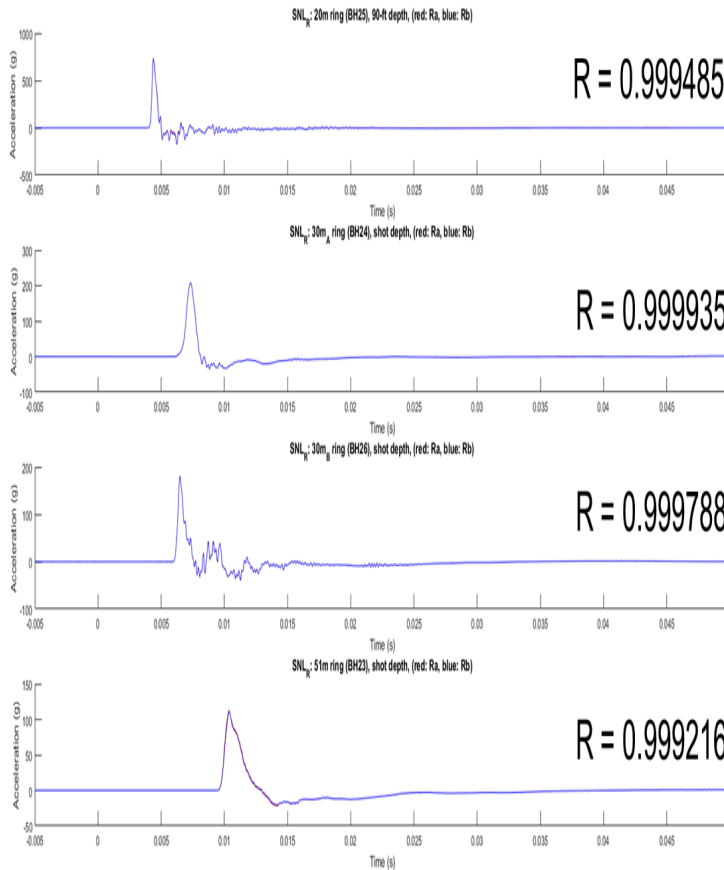 SNL_R: 20m ring (BH25), 90-ft depth, (red: Ra, blue: Rb)
R = 0.999485
Acceleration (g)
1000
500
0
-500
-0.005 0 0.005 0.01 0.015 0.02 0.025 0.03 0.035 0.04 0.045
Time (s)
SNL_R: 30m_A ring (BH24), shot depth, (red: Ra, blue: Rb)
R = 0.999935
Acceleration (g)
300
200
100
0
-100
-0.005 0 0.005 0.01 0.015 0.02 0.025 0.03 0.035 0.04 0.045
Time (s)
SNL_R: 30m_B ring (BH26), shot depth, (red: Ra, blue: Rb)
R = 0.999788
Acceleration (g)
200
100
0
-100
-0.005 0 0.005 0.01 0.015 0.02 0.025 0.03 0.035 0.04 0.045
Time (s)
SNL_R: 51m ring (BH23), shot depth, (red: Ra, blue: Rb)
R = 0.999216
Acceleration (g)
150
100
50
0
-50
-0.005 0 0.005 0.01 0.015 0.02 0.025 0.03 0.035 0.04 0.045
Time (s)